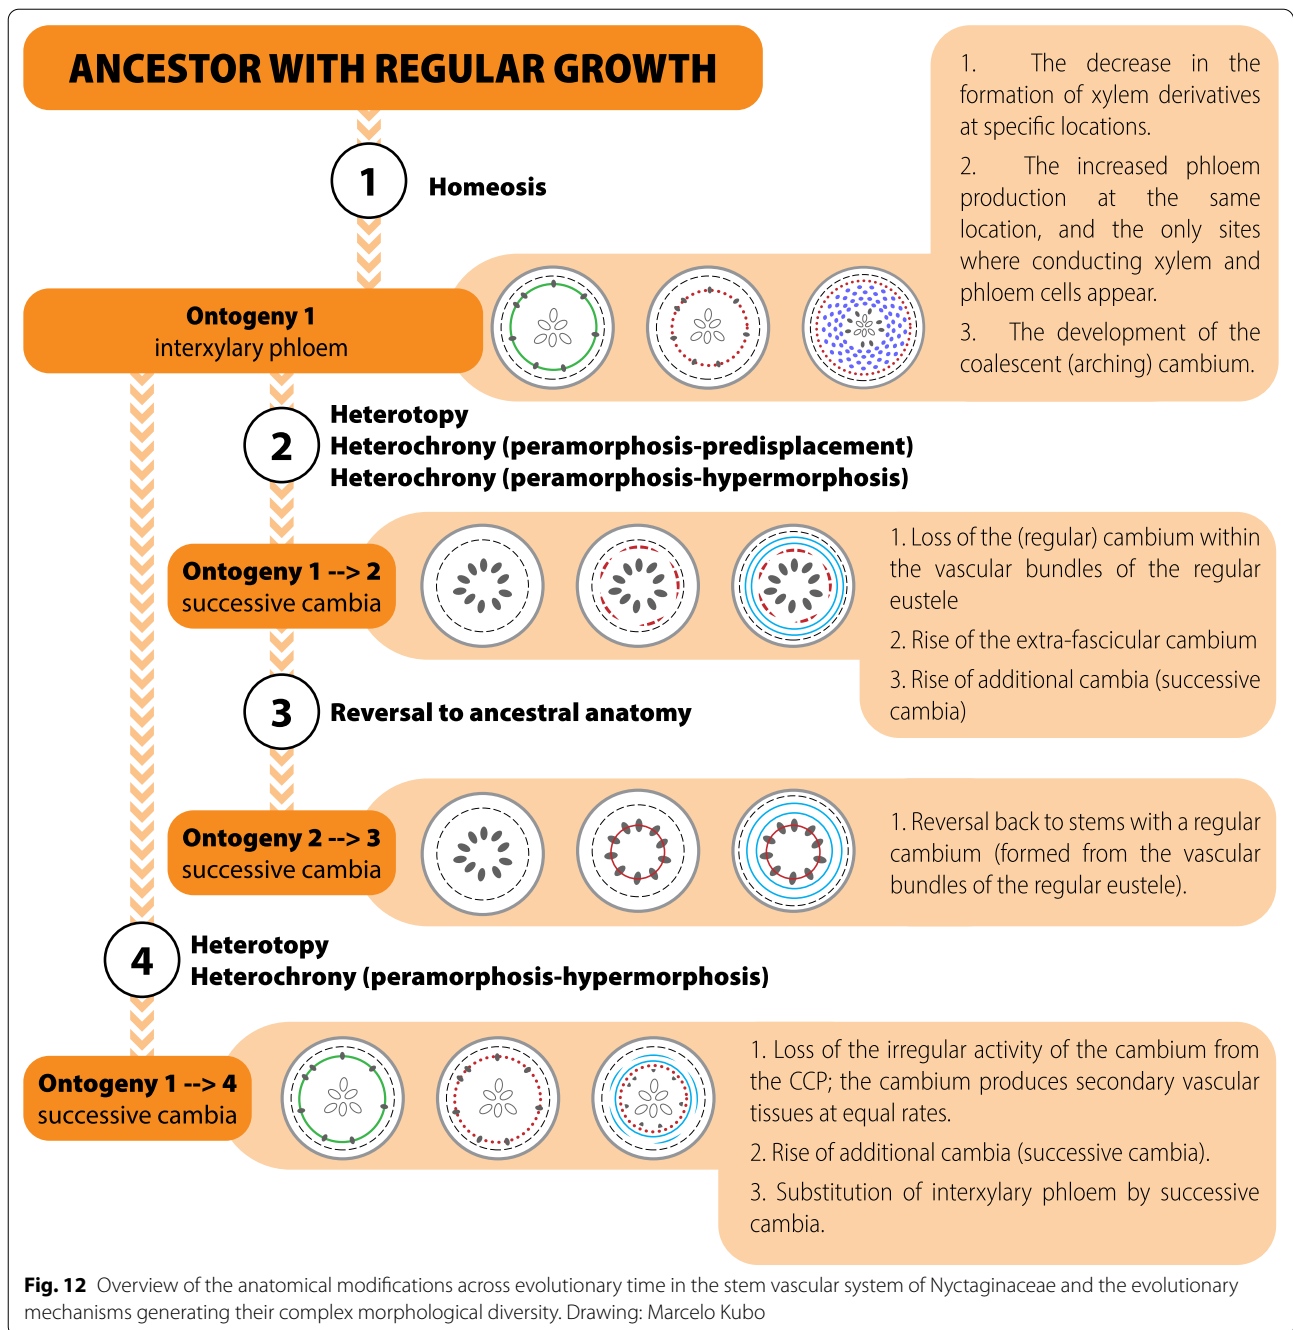 ANCESTOR WITH REGULAR GROWTH
1
Homeosis
1. The decrease in the
formation of xylem derivatives
at specific locations.
2. The increased phloem
production at the same
location, and the only sites
where conducting xylem and
phloem cells appear.
3. The development of the
coalescent (arching) cambium.
Ontogeny 1
interxylary phloem
2
Heterotopy
Heterochrony (peramorphosis-predisplacement)
Heterochrony (peramorphosis-hypermorphosis)
Ontogeny 1 --> 2
successive cambia
1. Loss of the (regular) cambium within
the vascular bundles of the regular
eustele
2. Rise of the extra-fascicular cambium
3. Rise of additional cambia (successive
cambia)
3
Reversal to ancestral anatomy
Ontogeny 2 --> 3
successive cambia
1. Reversal back to stems with a regular
cambium (formed from the vascular
bundles of the regular eustele).
4
Heterotopy
Heterochrony (peramorphosis-hypermorphosis)
Ontogeny 1 --> 4
successive cambia
1. Loss of the irregular activity of the cambium from
the CCP; the cambium produces secondary vascular
tissues at equal rates.
2. Rise of additional cambia (successive cambia).
3. Substitution of interxylary phloem by successive
cambia.
Fig. 12 Overview of the anatomical modifications across evolutionary time in the stem vascular system of Nyctaginaceae and the evolutionary
mechanisms generating their complex morphological diversity. Drawing: Marcelo Kubo